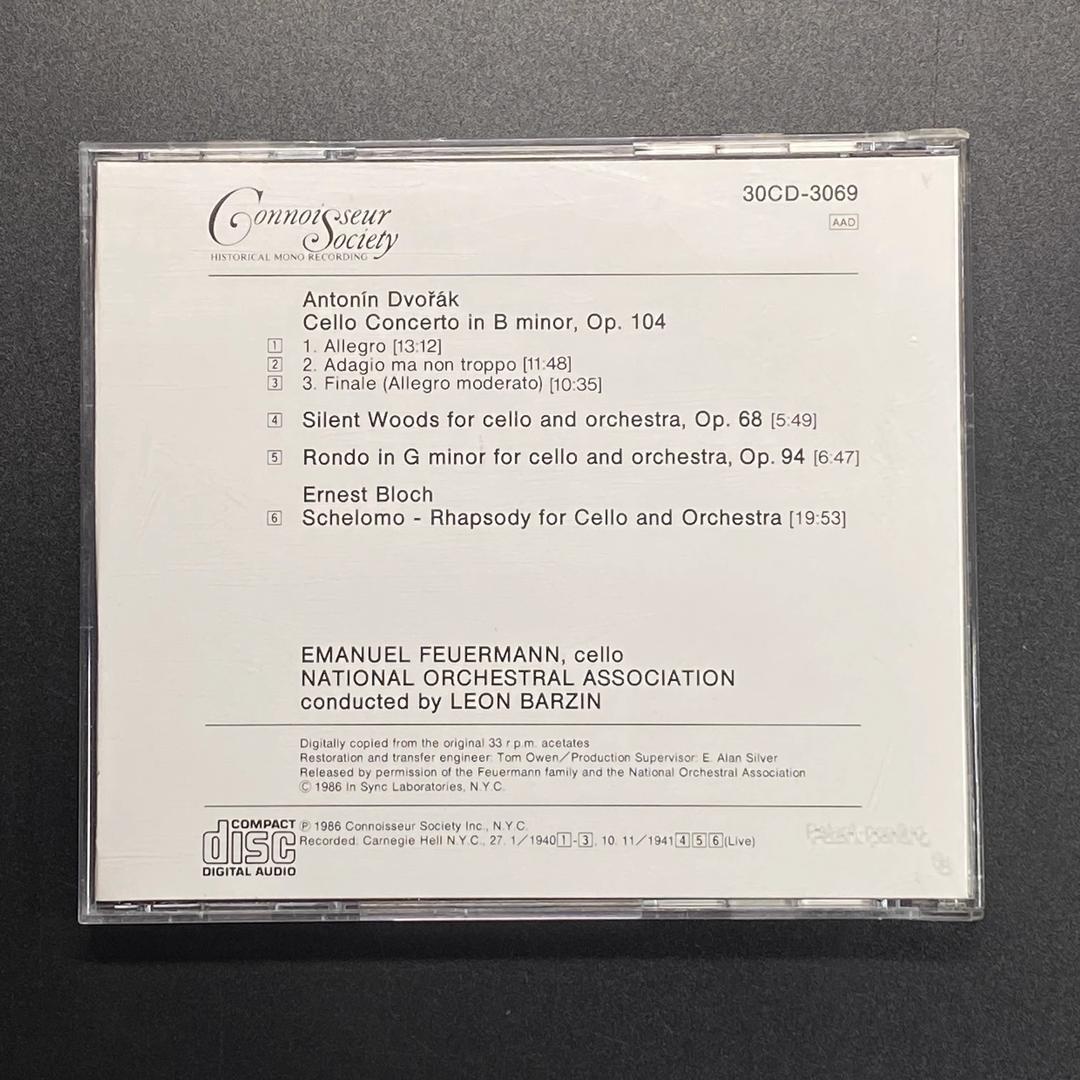 Connoisseur
Society
HISTORICAL MONO RECORDING
30CD-3069
AAD
Antonín Dvořák
Cello Concerto in B minor, Op. 104
1 1. Allegro [13:12]
2 2. Adagio ma non troppo [11:48]
3 3. Finale (Allegro moderato) [10:35]
4 Silent Woods for cello and orchestra, Op. 68 [5:49]
5 Rondo in G minor for cello and orchestra, Op. 94 [6:47]
Ernest Bloch
6 Schelomo - Rhapsody for Cello and Orchestra [19:53]
EMANUEL FEUERMANN, cello
NATIONAL ORCHESTRAL ASSOCIATION
conducted by LEON BARZIN
Digitally copied from the original 33 r.p.m. acetates
Restoration and transfer engineer: Tom Owen/Production Supervisor: E. Alan Silver
Released by permission of the Feuermann family and the National Orchestral Association
© 1986 In Sync Laboratories, N.Y.C.
COMPACT
disc
DIGITAL AUDIO
℗ 1986 Connoisseur Society Inc., N.Y.C.
Recorded: Carnegie Hell N.Y.C., 27. 1/1940 1-3, 10. 11/1941 4 5 6 (Live)